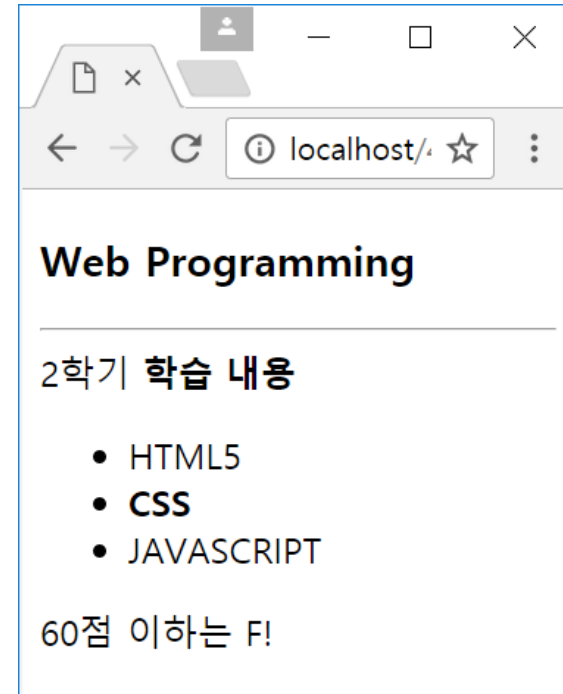 localhost/
Web Programming
2학기 학습 내용
HTML5
CSS
JAVASCRIPT
60점 이하는 F!